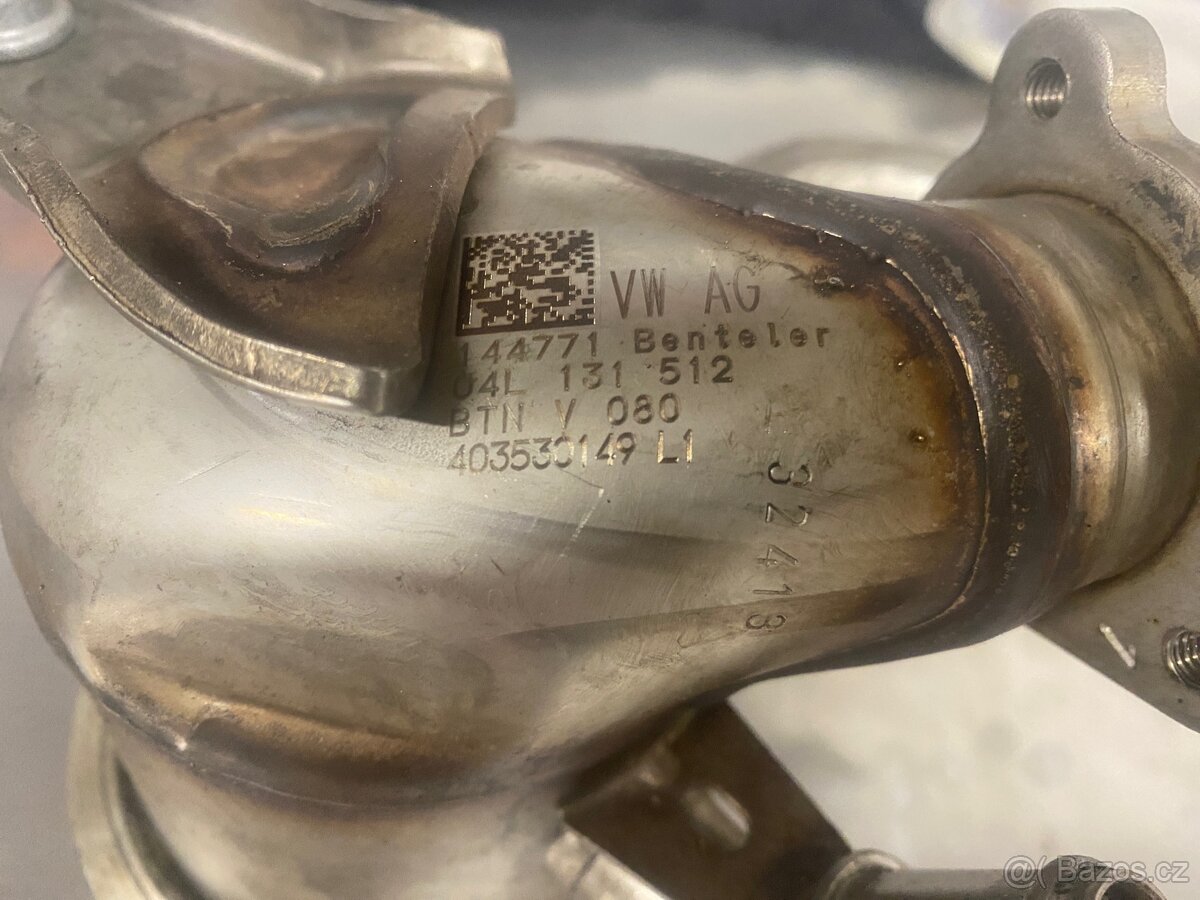 VW AG
144771 Benteler
04L 131 512
BTN V 080
403530149 L1
32413
@( Bazos.cz